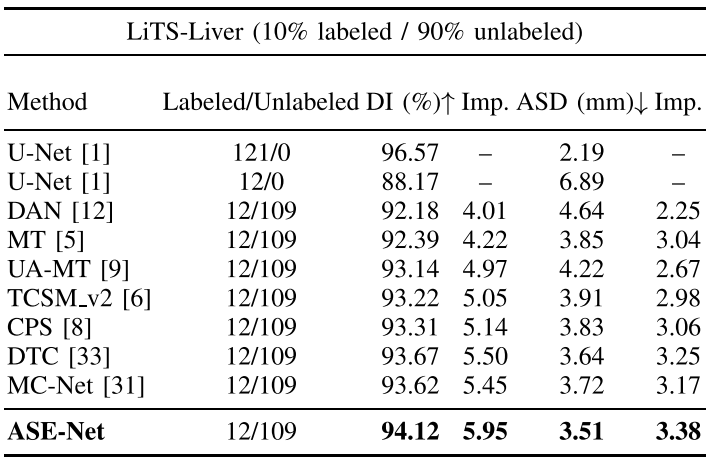 LiTS-Liver (10% labeled / 90% unlabeled)
Method Labeled/Unlabeled DI (%)↑ Imp. ASD (mm)↓ Imp.
U-Net [1] 121/0 96.57 – 2.19 –
U-Net [1] 12/0 88.17 – 6.89 –
DAN [12] 12/109 92.18 4.01 4.64 2.25
MT [5] 12/109 92.39 4.22 3.85 3.04
UA-MT [9] 12/109 93.14 4.97 4.22 2.67
TCSM_v2 [6] 12/109 93.22 5.05 3.91 2.98
CPS [8] 12/109 93.31 5.14 3.83 3.06
DTC [33] 12/109 93.67 5.50 3.64 3.25
MC-Net [31] 12/109 93.62 5.45 3.72 3.17
ASE-Net 12/109 94.12 5.95 3.51 3.38